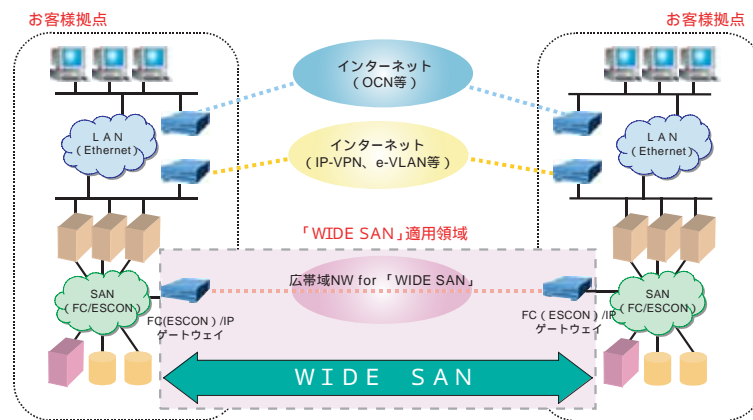 お客様拠点
お客様拠点
インターネット
（OCN等）
LAN
（Ethernet）
LAN
（Ethernet）
インターネット
（IP-VPN、e-VLAN等）
「WIDE SAN」適用領域
広帯域NW for 「WIDE SAN」
SAN
（FC/ESCON）
SAN
（FC/ESCON）
FC(ESCON）/IP
ゲートウェイ
FC（ESCON）/IP
ゲートウェイ
WIDE SAN